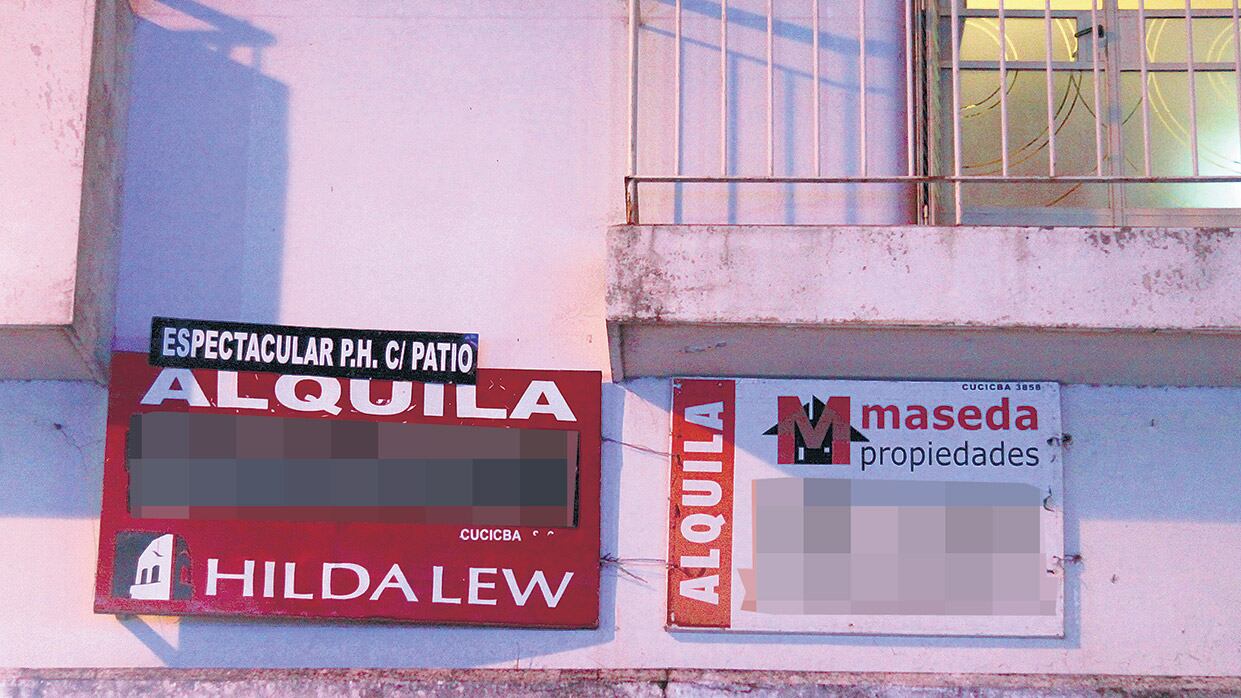 ESPECTACULAR P.H. C/ PATIO
ALQUILA
CUCICBA
HILDA LEW
ALQUILA
CUCICBA 3858
maseda
propiedades